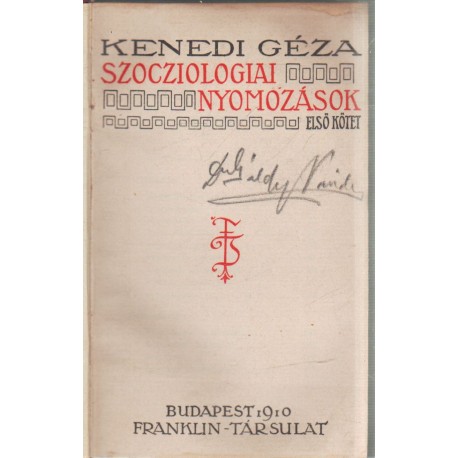 KENEDI GÉZA
SZOCZIOLOGIAI
NYOMOZÁSOK
ELSŐ KÖTET
BUDAPEST 1910
FRANKLIN-TÁRSULAT